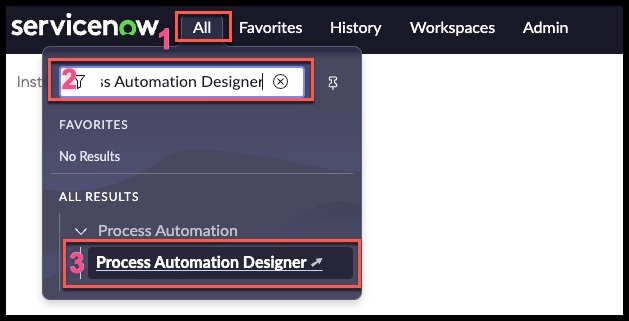 servicenow All Favorites History Workspaces Admin
1
Inst
2 s Automation Designer
FAVORITES
No Results
ALL RESULTS
Process Automation
3 Process Automation Designer